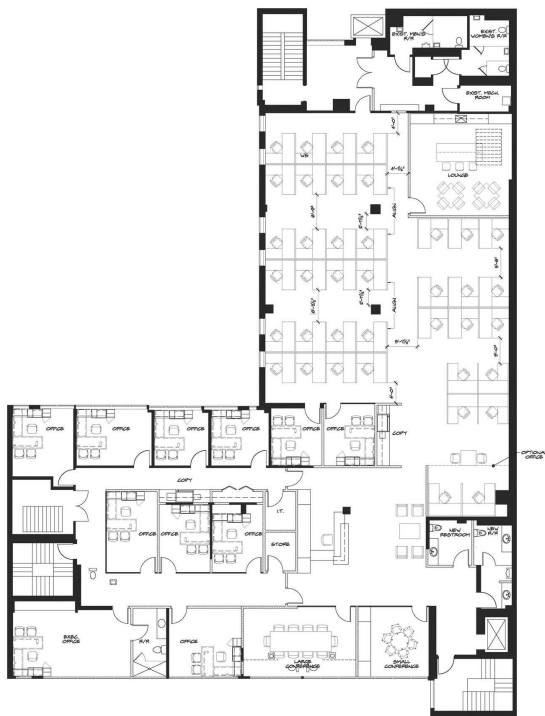 EXIST. MEN'S
R/R
EXIST.
WOMEN'S R/R
EXIST. MECH.
ROOM
WS
LOUNGE
ALIGN
ALIGN
OFFICE
OFFICE
OFFICE
OFFICE
OFFICE
OFFICE
COPY
OPTIONAL
OFFICE
COPY
OFFICE
OFFICE
OFFICE
I.T.
STORE
NEW
RESTROOM
NEW
R/R
EXEC.
OFFICE
R/R
OFFICE
LARGE
CONFERENCE
SMALL
CONFERENCE